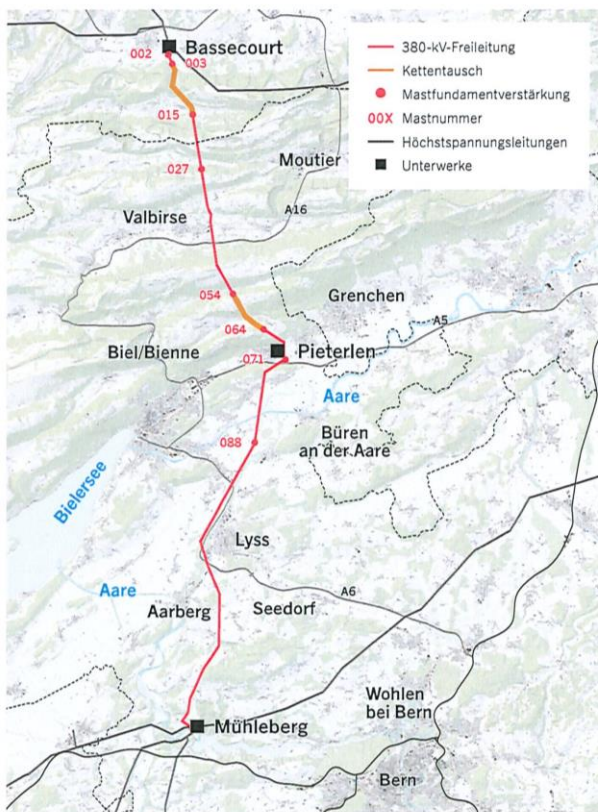 Bassecourt
002
003
015
027
Moutier
Valbirse
A16
054
Grenchen
064
A5
Biel/Bienne
Pieterlen
071
Aare
088
Büren
an der Aare
Bielersee
Lyss
Aare
A6
Aarberg
Seedorf
Wohlen
bei Bern
Mühleberg
Bern
380-kV-Freileitung
Kettentausch
Mastfundamentverstärkung
00X Mastnummer
Höchstspannungsleitungen
Unterwerke